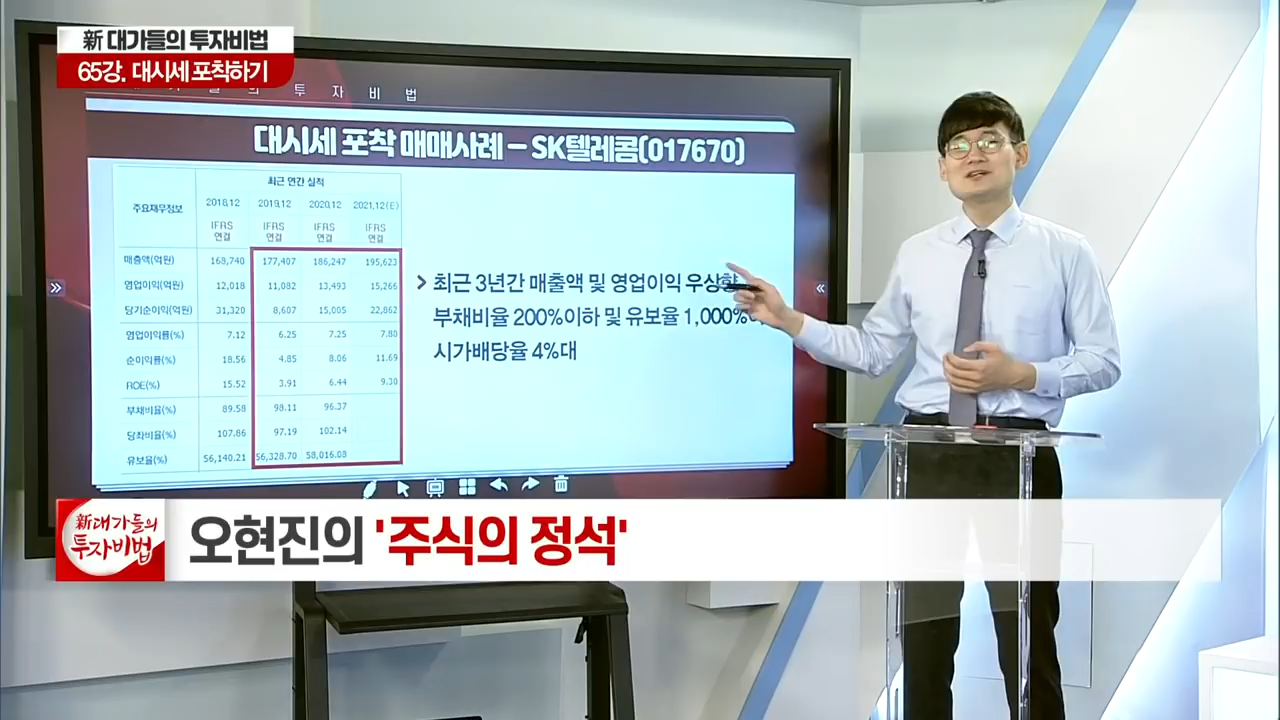 新 대가들의 투자비법
65강. 대시세 포착하기
의 투 자 비 법
대시세 포착 매매사례 – SK텔레콤(017670)
주요재무정보 최근 연간 실적
2018.12 2019.12 2020.12 2021.12(E)
IFRS IFRS IFRS IFRS
연결 연결 연결 연결
매출액(억원) 168,740 177,407 186,247 195,623
영업이익(억원) 12,018 11,082 13,493 15,266
당기순이익(억원) 31,320 8,607 15,005 22,862
영업이익률(%) 7.12 6.25 7.25 7.80
순이익률(%) 18.56 4.85 8.06 11.69
ROE(%) 15.52 3.91 6.44 9.30
부채비율(%) 89.58 98.11 96.37
당좌비율(%) 107.86 97.19 102.14
유보율(%) 56,140.21 56,328.70 58,016.08
최근 3년간 매출액 및 영업이익 우상향
부채비율 200%이하 및 유보율 1,000%
시가배당율 4%대
新대가들의
투자비법
오현진의 '주식의 정석'